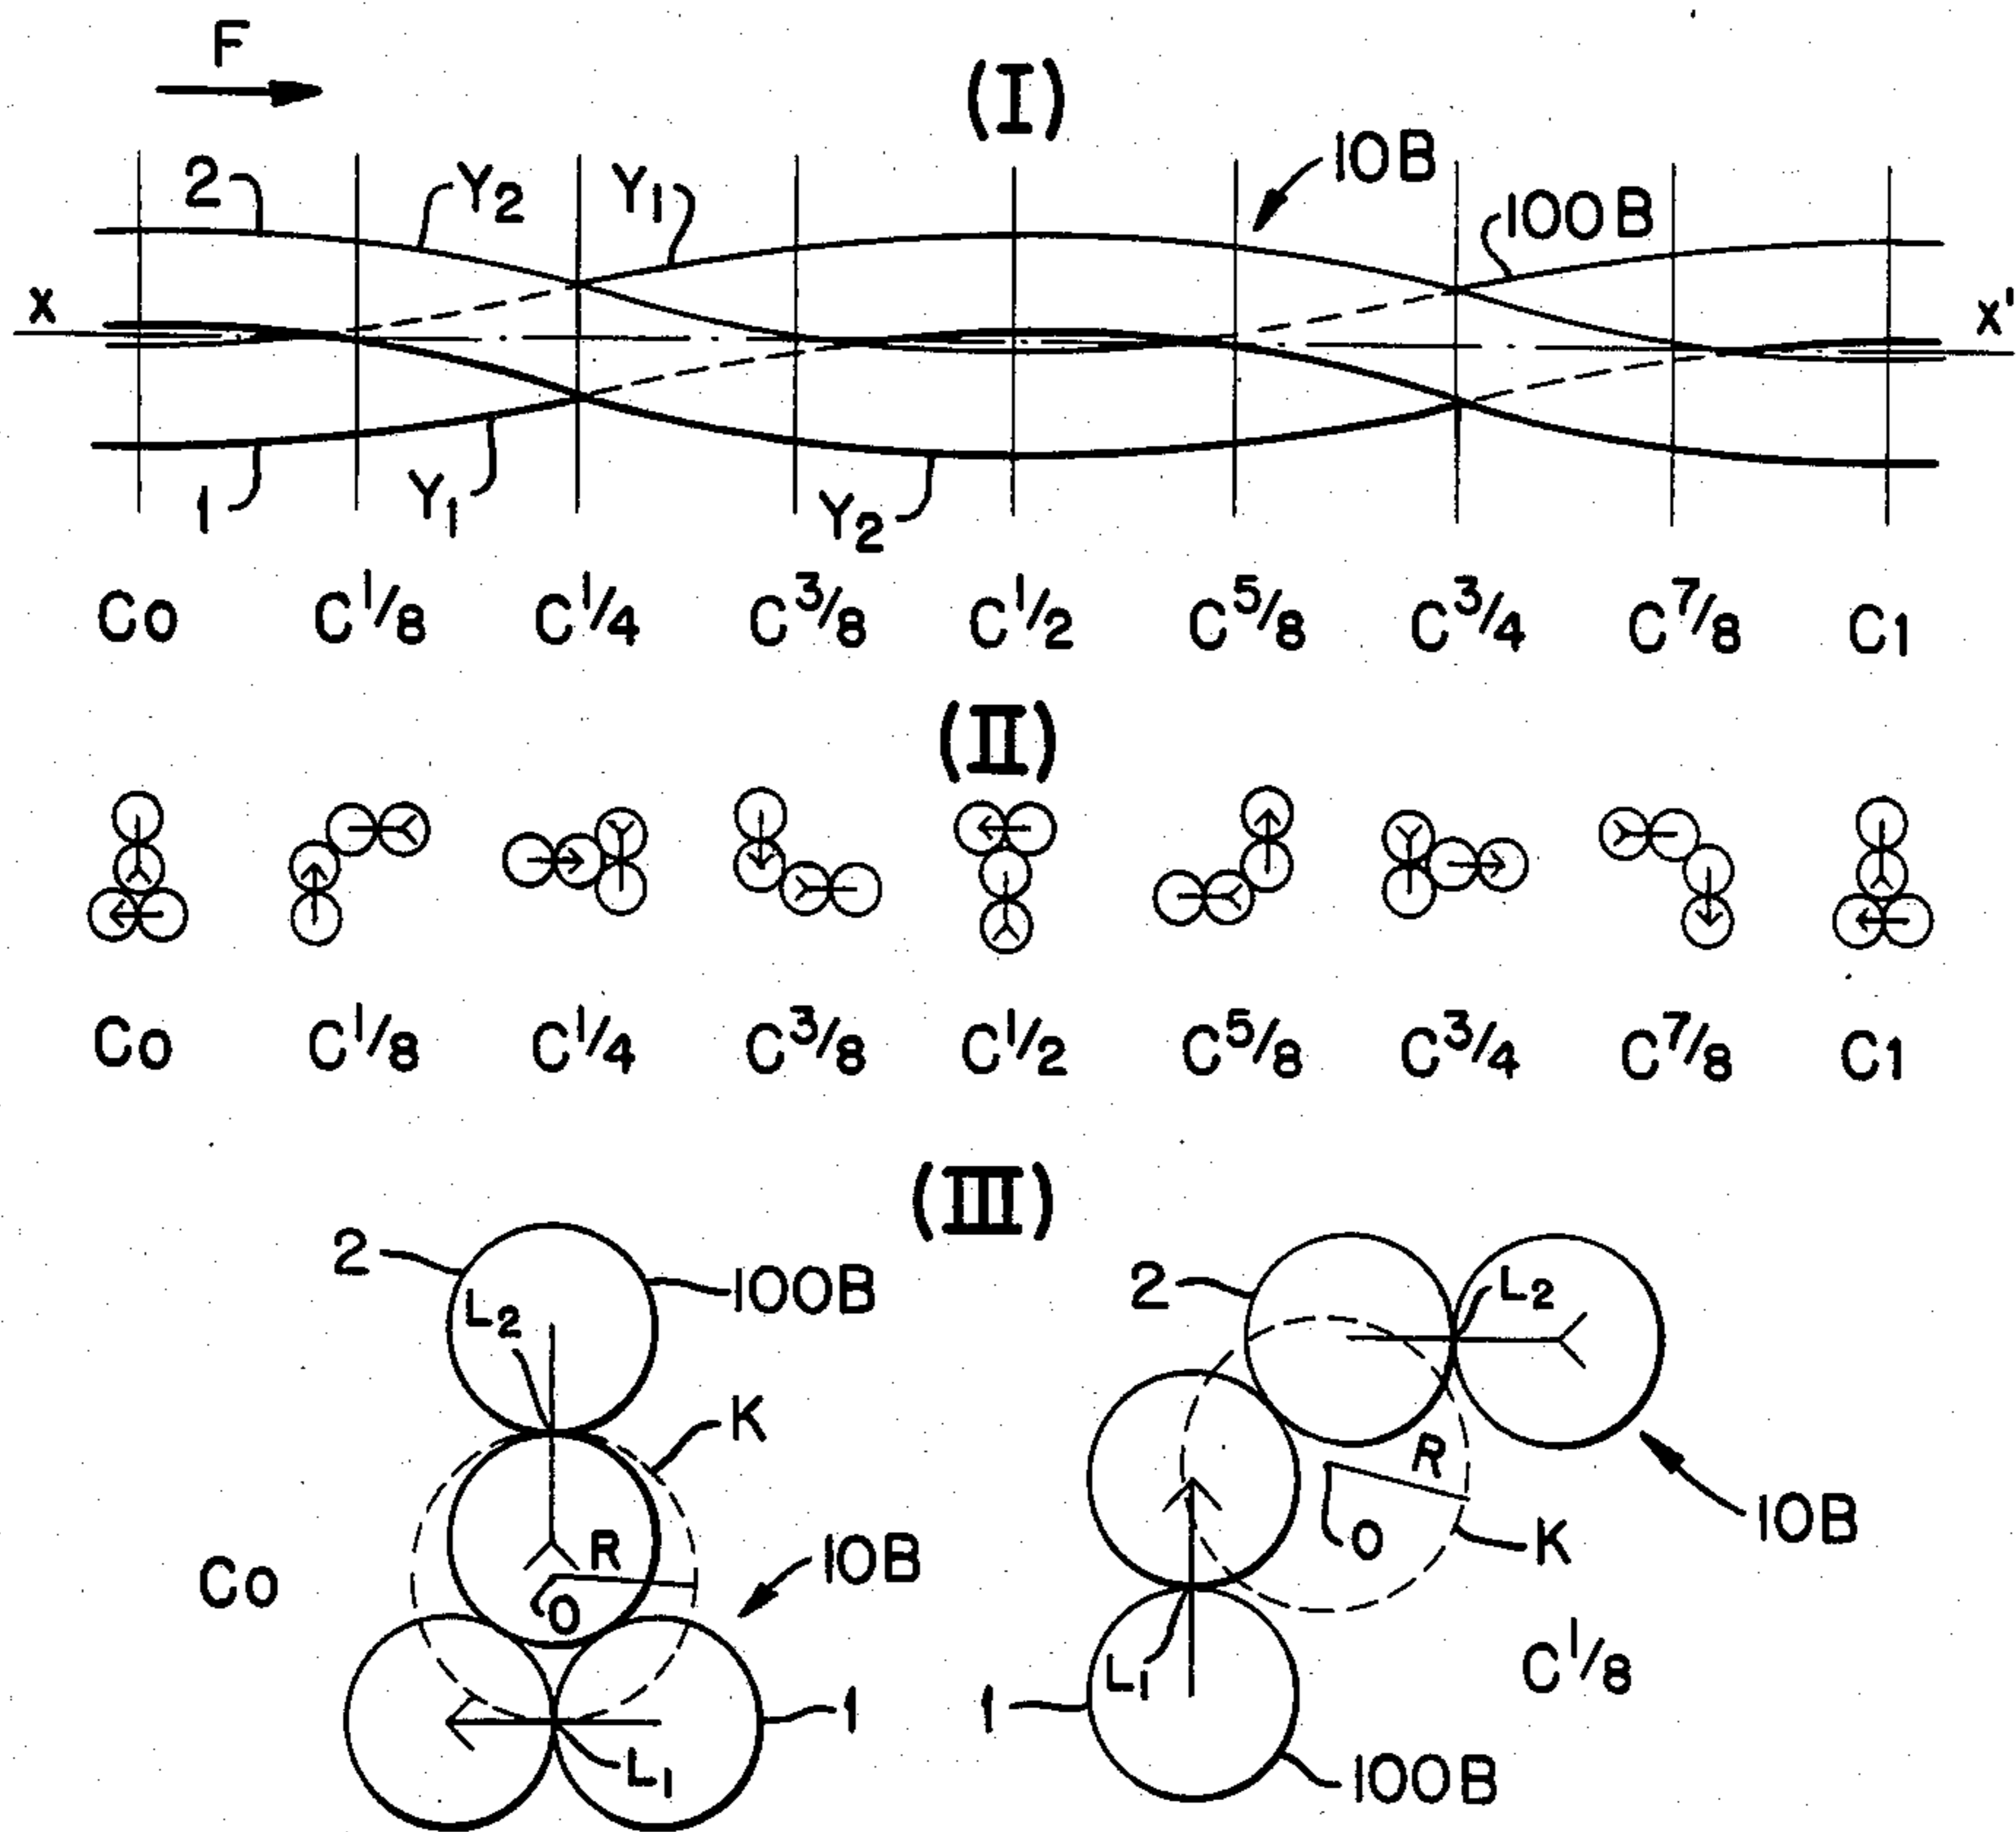 F
(I)
10B
2
Y2
Y1
100B
X
X'
1
Y1
Y2
Co C1/8 C1/4 C3/8 C1/2 C5/8 C3/4 C7/8 C1
(II)
Co C1/8 C1/4 C3/8 C1/2 C5/8 C3/4 C7/8 C1
(III)
2
100B
L2
K
R
O
10B
Co
1
L1
2
L2
R
O
K
10B
L1
1
C1/8
100B